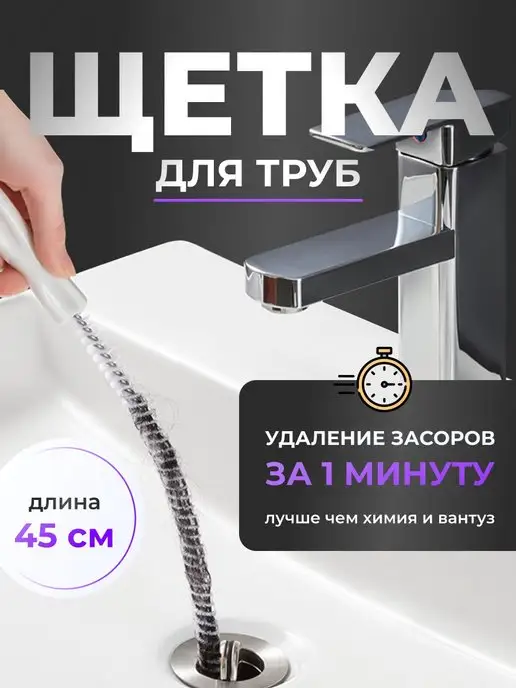 ЩЕТКА
ДЛЯ ТРУБ
УДАЛЕНИЕ ЗАСОРОВ
ЗА 1 МИНУТУ
лучше чем химия и вантуз
длина
45 см